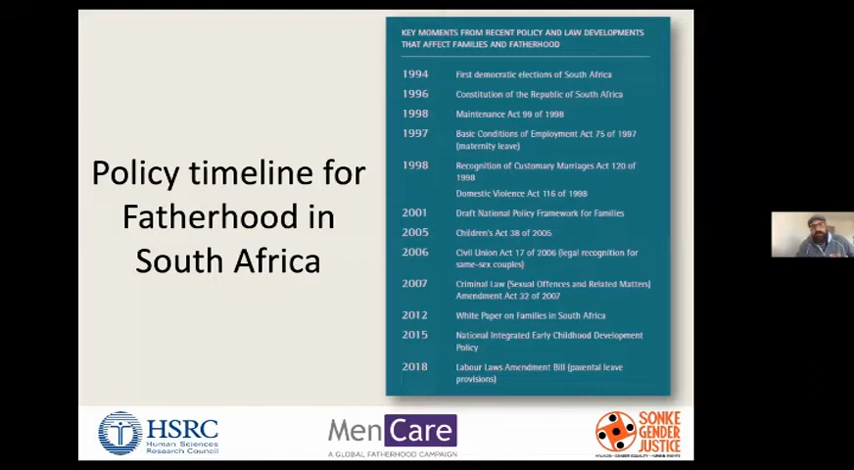 Policy timeline for
Fatherhood in
South Africa
KEY MOMENTS FROM RECENT POLICY AND LAW DEVELOPMENTS
THAT AFFECT FAMILIES AND FATHERHOOD
1994 First democratic elections of South Africa
1996 Constitution of the Republic of South Africa
1998 Maintenance Act 99 of 1998
1997 Basic Conditions of Employment Act 75 of 1997
(maternity leave)
1998 Recognition of Customary Marriages Act 120 of
1998
Domestic Violence Act 116 of 1998
2001 Draft National Policy Framework for Families
2005 Children's Act 38 of 2005
2006 Civil Union Act 17 of 2006 (legal recognition for
same-sex couples)
2007 Criminal Law (Sexual Offences and Related Matters)
Amendment Act 32 of 2007
2012 White Paper on Families in South Africa
2015 National Integrated Early Childhood Development
Policy
2018 Labour Laws Amendment Bill (parental leave
provisions)
HSRC
Human Sciences
Research Council
MenCare
A GLOBAL FATHERHOOD CAMPAIGN
SONKE
GENDER
JUSTICE
GENDER EQUALITY